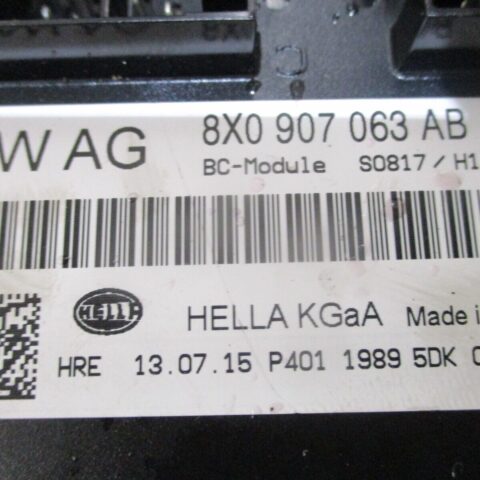 W AG 8X0 907 063 AB
BC-Module S0817/H1
HELLA
HELLA KGaA Made i
HRE 13.07.15 P401 1989 5DK